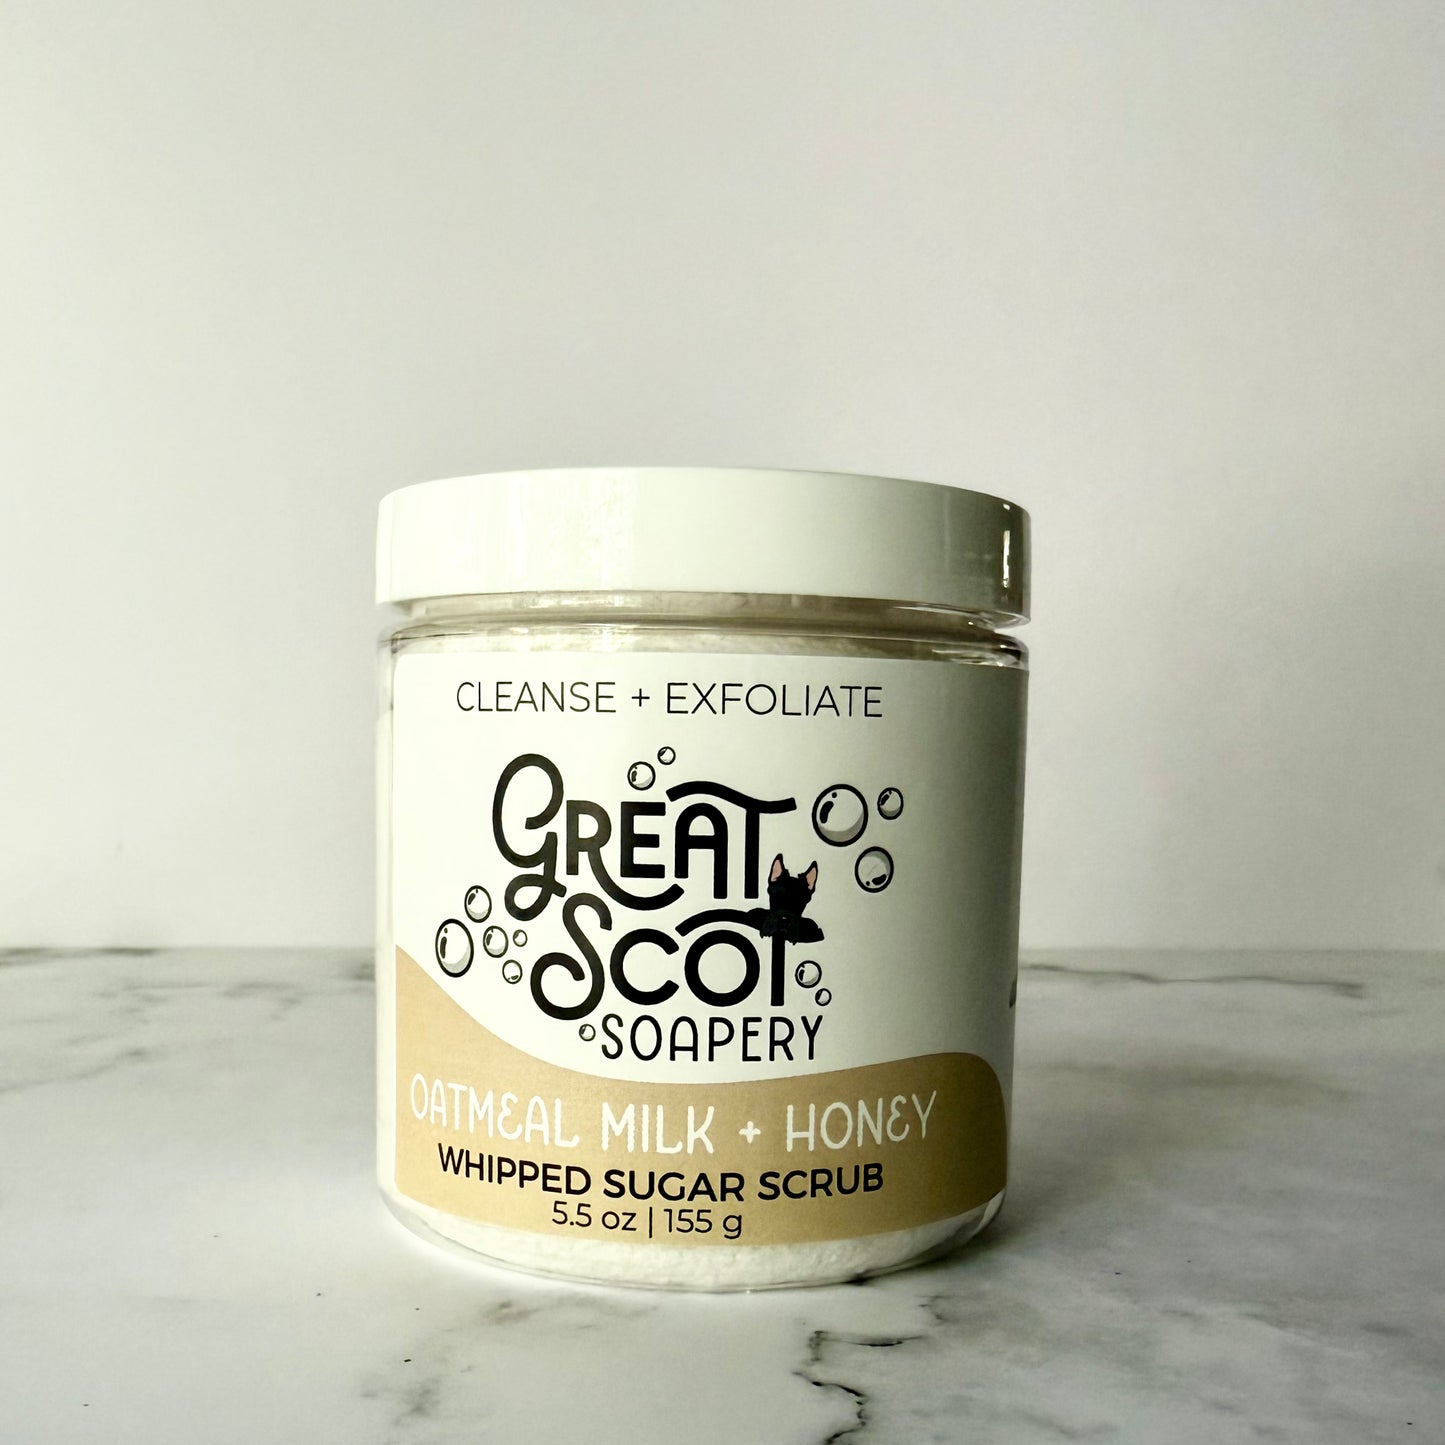 CLEANSE + EXFOLIATE
GREAT
SCOT
SOAPERY
OATMEAL MILK + HONEY
WHIPPED SUGAR SCRUB
5.5 oz | 155 g